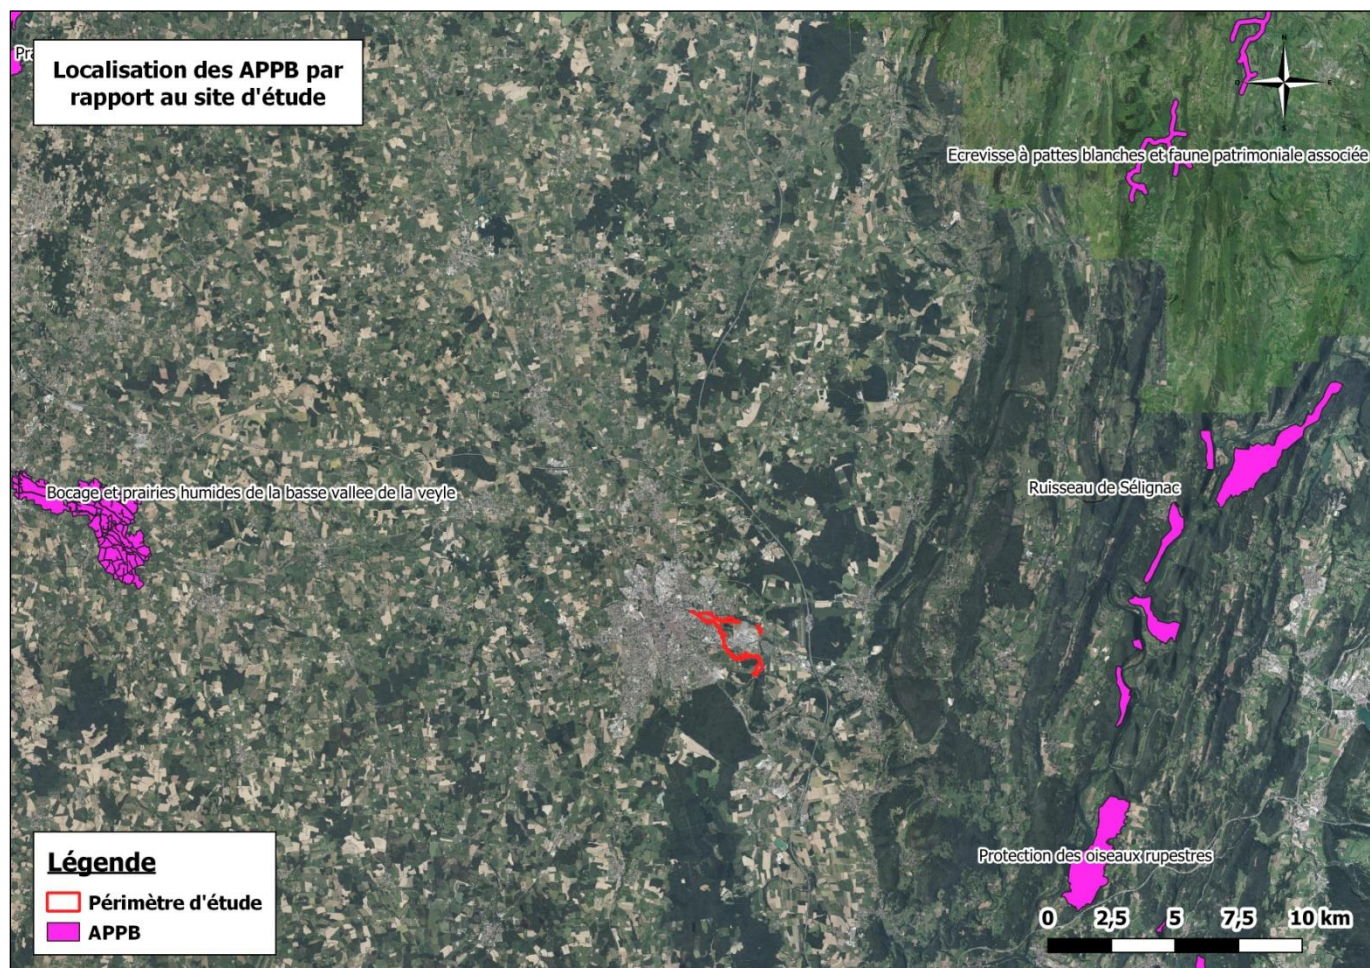 Pra
Localisation des APPB par
rapport au site d'étude
N
O
E
S
Ecrevisse à pattes blanches et faune patrimoniale associée
Bocage et prairies humides de la basse vallee de la veyle
Ruisseau de Sélignac
Protection des oiseaux rupestres
Légende
Périmètre d'étude
APPB
0 2,5 5 7,5 10 km